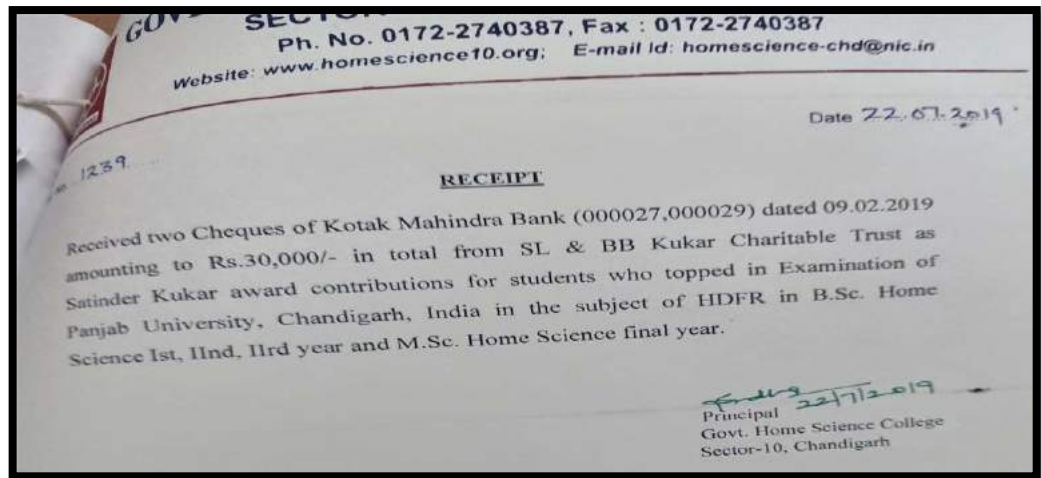 GOV
SECTOR
Ph. No. 0172-2740387, Fax : 0172-2740387
Website: www.homescience10.org; E-mail Id: homescience-chd@nic.in
Date 22.07.2019
1239
RECEIPT
Received two Cheques of Kotak Mahindra Bank (000027,000029) dated 09.02.2019
amounting to Rs.30,000/- in total from SL & BB Kukar Charitable Trust as
Satinder Kukar award contributions for students who topped in Examination of
Panjab University, Chandigarh, India in the subject of HDFR in B.Sc. Home
Science Ist, IInd, IIrd year and M.Sc. Home Science final year.
22/7/2019
Principal
Govt. Home Science College
Sector-10, Chandigarh